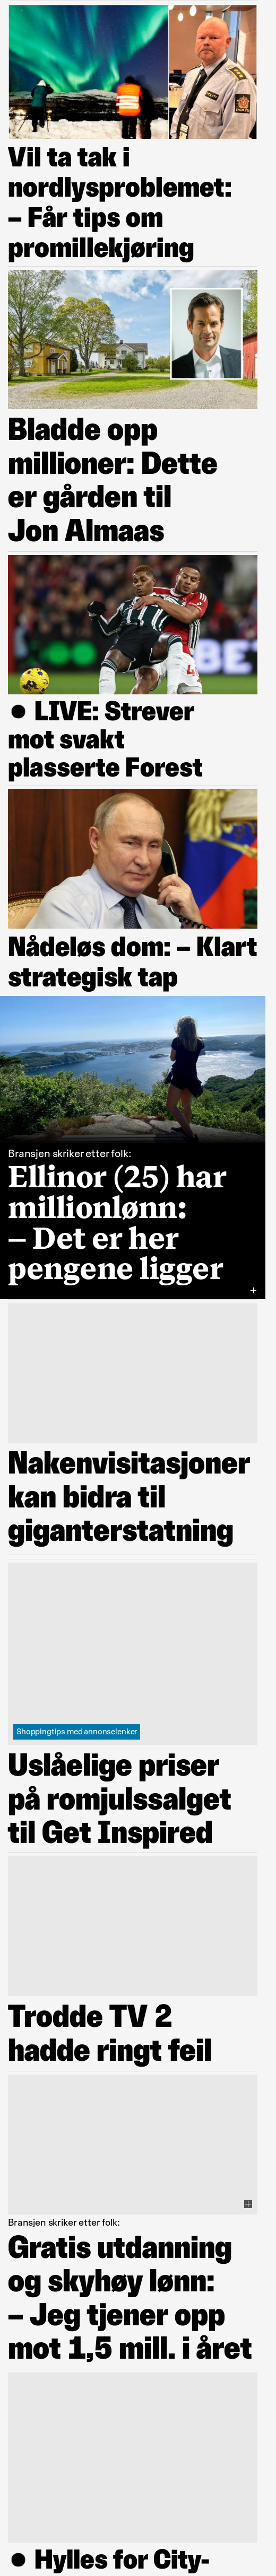 Vil ta tak i
nordlysproblemet:
– Får tips om
promillekjøring
Bladde opp
millioner: Dette
er gården til
Jon Almaas
● LIVE: Strever
mot svakt
plasserte Forest
Nådeløs dom: – Klart
strategisk tap
Bransjen skriker etter folk:
Ellinor (25) har
millionlønn:
– Det er her
pengene ligger
+
Nakenvisitasjoner
kan bidra til
giganterstatning
Shoppingtips med annonselenker
Uslåelige priser
på romjulssalget
til Get Inspired
Trodde TV 2
hadde ringt feil
+
Bransjen skriker etter folk:
Gratis utdanning
og skyhøy lønn:
– Jeg tjener opp
mot 1,5 mill. i året
● Hylles for City-